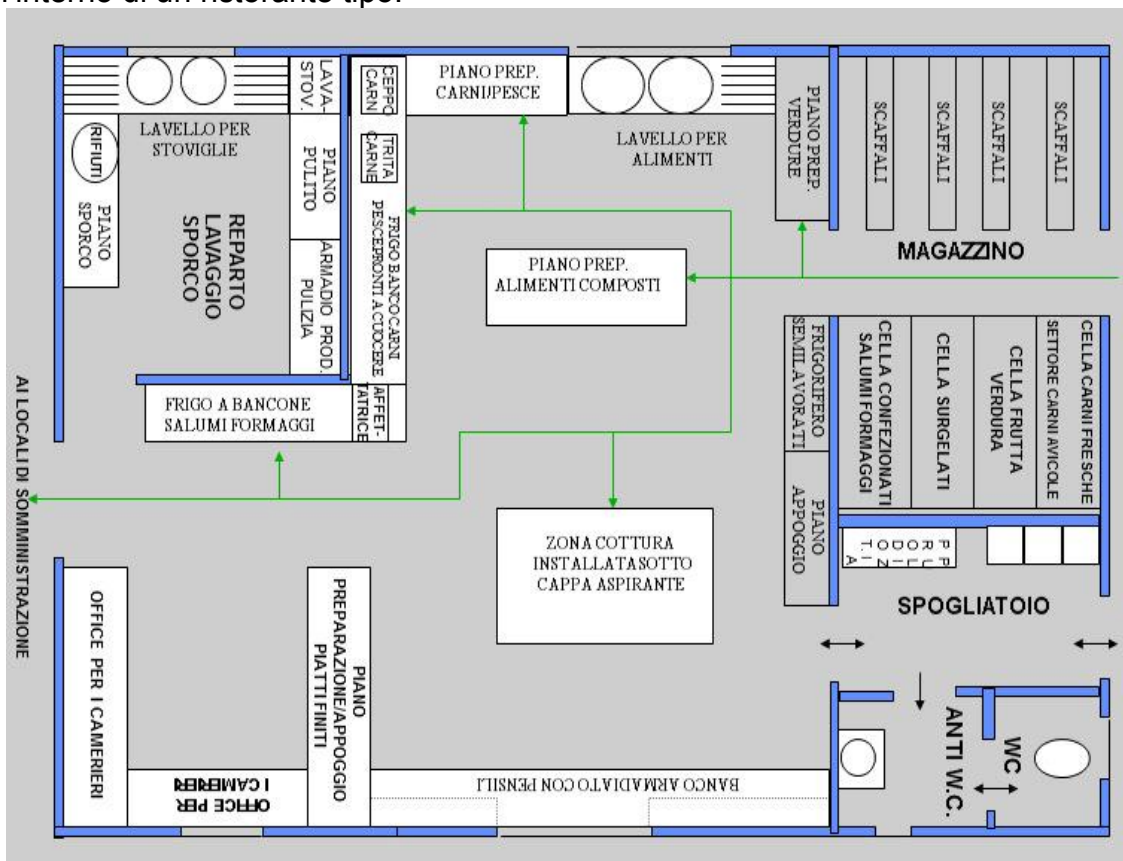 l'interno di un ristorante tipo.
LAVA-
STOV.
CEPPO
CARN
PIANO PREP.
CARNI/PESCE
PIANO PREP.
VERDURE
SCAFFALI
SCAFFALI
SCAFFALI
SCAFFALI
LAVELLO PER
STOVIGLIE
RIFIUTI
TRITA
CARNE
LAVELLO PER
ALIMENTI
PIANO
SPORCO
REPARTO
LAVAGGIO
SPORCO
PIANO
PULITO
ARMADIO PROD.
PULIZIA
FRIGO BANCO CARNI
PESCEPRONTI A CUOCERE
MAGAZZINO
PIANO PREP.
ALIMENTI COMPOSTI
FRIGO A BANCONE
SALUMI FORMAGGI
AFFET-
TATRICE
FRIGORIFERO
SEMILAVORATI
CELLA CONFEZIONATI
SALUMI FORMAGGI
CELLA SURGELATI
CELLA FRUTTA
VERDURA
CELLA CARNI FRESCHE
SETTORE CARNI AVICOLE
AI LOCALI DI SOMMINISTRAZIONE
PIANO
APPOGGIO
ZONA COTTURA
INSTALLATA SOTTO
CAPPA ASPIRANTE
SPOGLIATOIO
OFFICE PER I CAMERIERI
PIANO
PREPARAZIONE/APPOGGIO
PIATTI FINITI
ANTI W.C.
WC
OFFICE PER
I CAMERIERI
BANCO ARMADIATO CON PENSILI